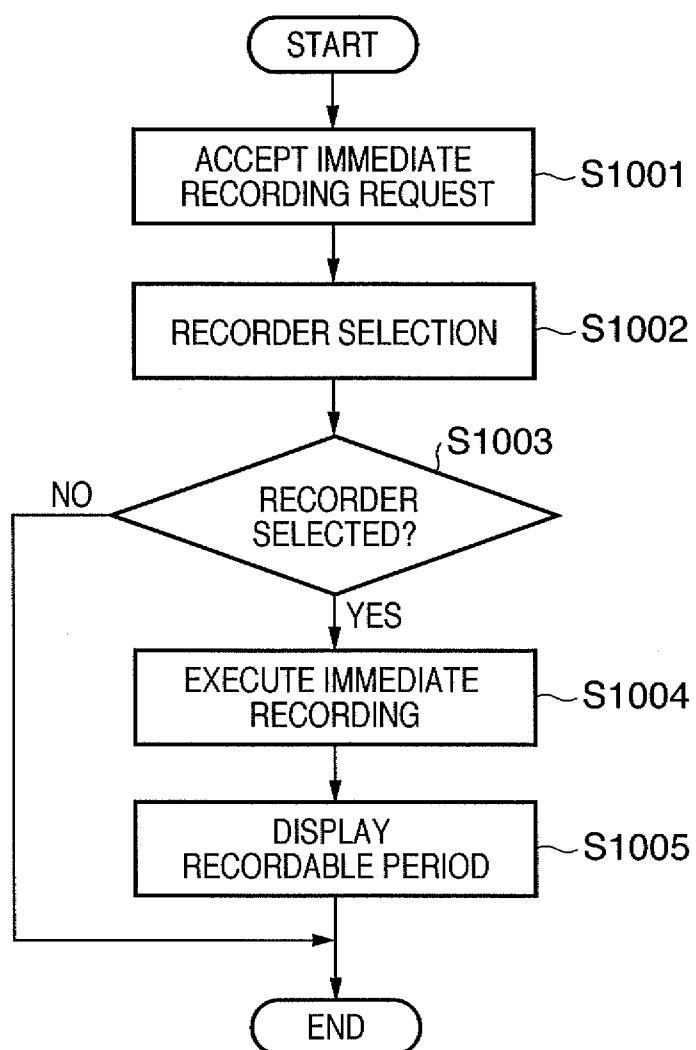 START
ACCEPT IMMEDIATE
RECORDING REQUEST
S1001
RECORDER SELECTION
S1002
S1003
RECORDER
SELECTED?
NO
YES
EXECUTE IMMEDIATE
RECORDING
S1004
DISPLAY
RECORDABLE PERIOD
S1005
END